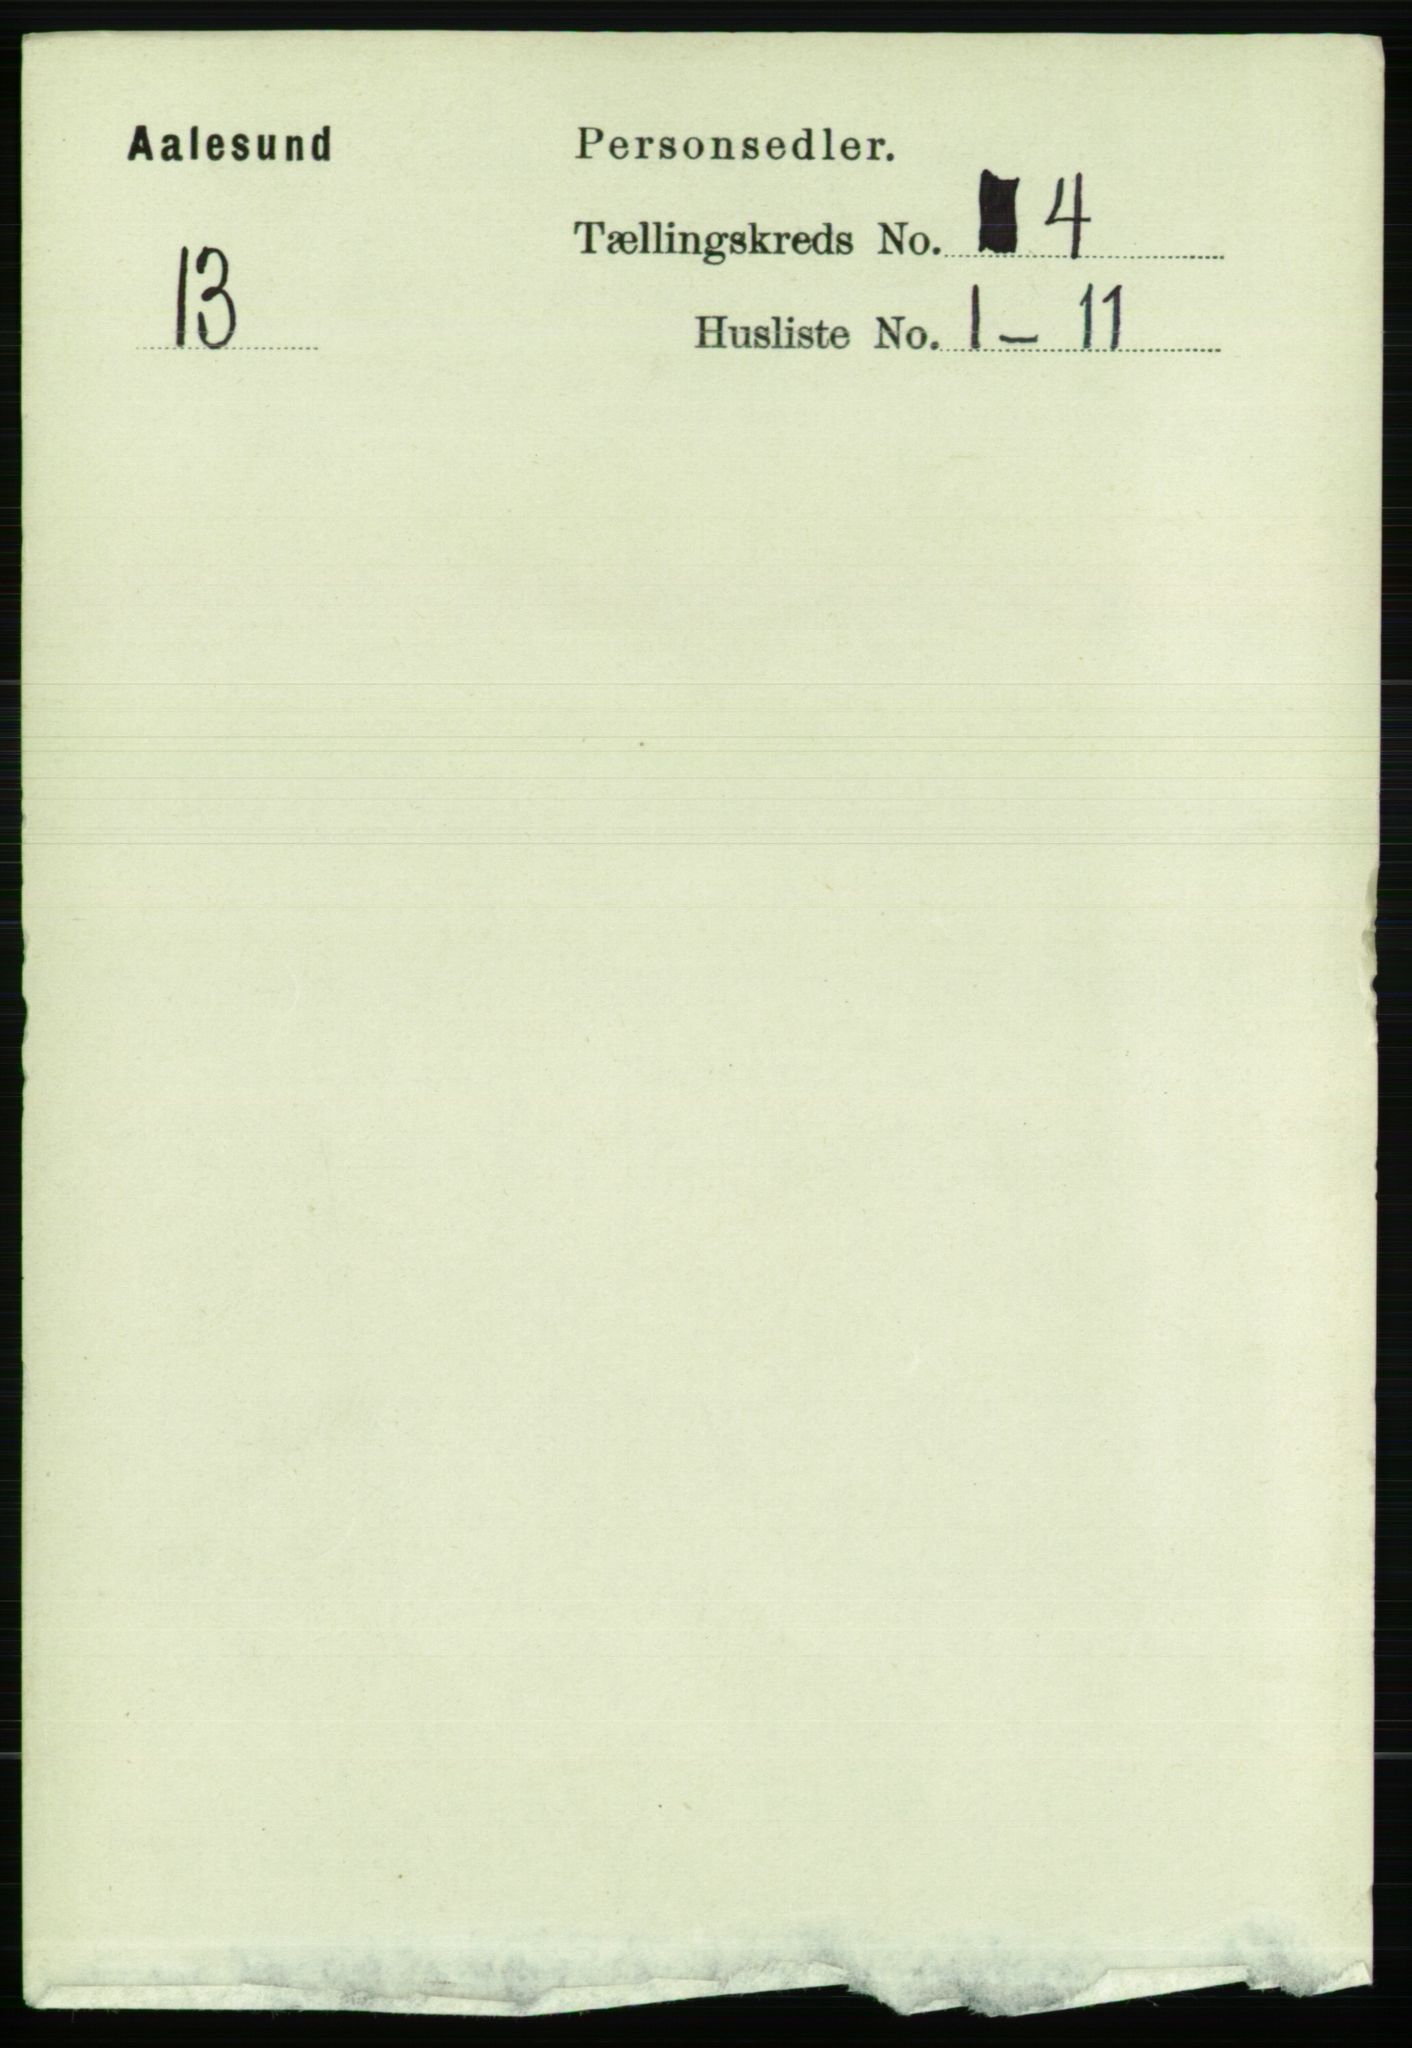 Aalesund
Personsedler.
Tællingskreds No. 4
13
Husliste No. 1 - 11